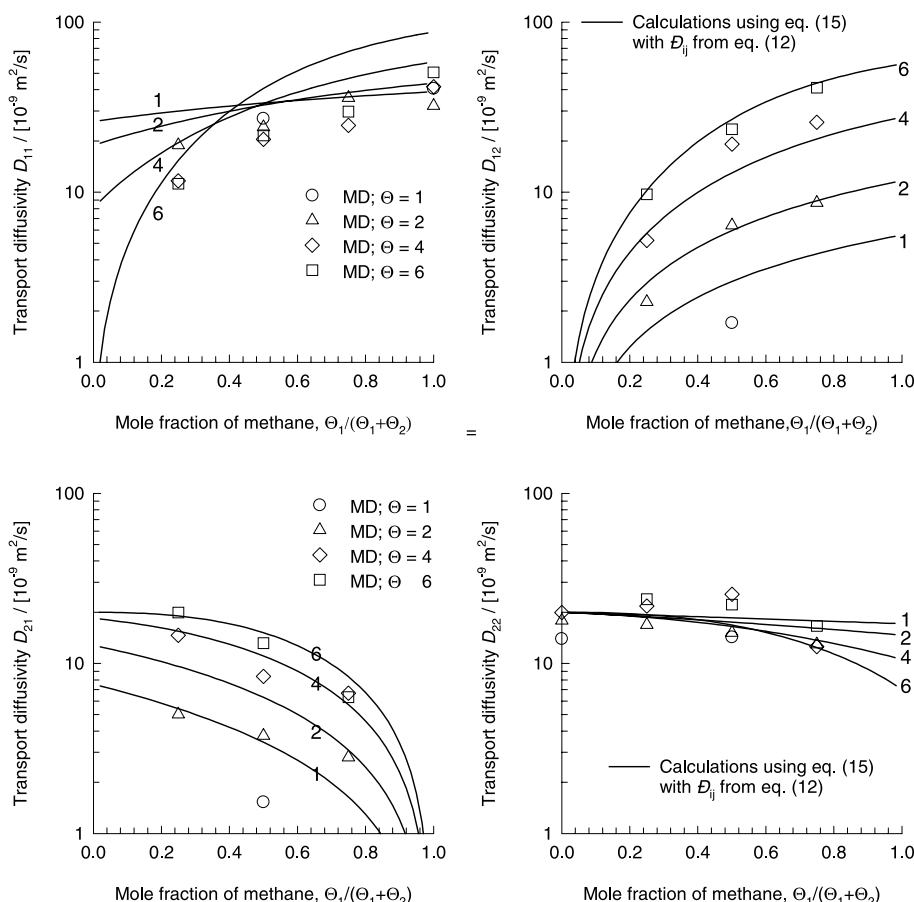 100
10
1
Transport diffusivity D11 / [10-9 m2/s]
1
2
4
6
MD; Θ = 1
MD; Θ = 2
MD; Θ = 4
MD; Θ = 6
0.0 0.2 0.4 0.6 0.8 1.0
Mole fraction of methane, Θ1/(Θ1+Θ2)
100
10
1
Transport diffusivity D12 / [10-9 m2/s]
Calculations using eq. (15)
with Đij from eq. (12)
6
4
2
1
0.0 0.2 0.4 0.6 0.8 1.0
Mole fraction of methane,Θ1/(Θ1+Θ2)
=
100
10
1
Transport diffusivity D21 / [10-9 m2/s]
MD; Θ = 1
MD; Θ = 2
MD; Θ = 4
MD; Θ 6
6
4
2
1
0.0 0.2 0.4 0.6 0.8 1.0
Mole fraction of methane, Θ1/(Θ1+Θ2)
100
10
1
Transport diffusivity D22 / [10-9 m2/s]
1
2
4
6
Calculations using eq. (15)
with Đij from eq. (12)
0.0 0.2 0.4 0.6 0.8 1.0
Mole fraction of methane, Θ1/(Θ1+Θ2)